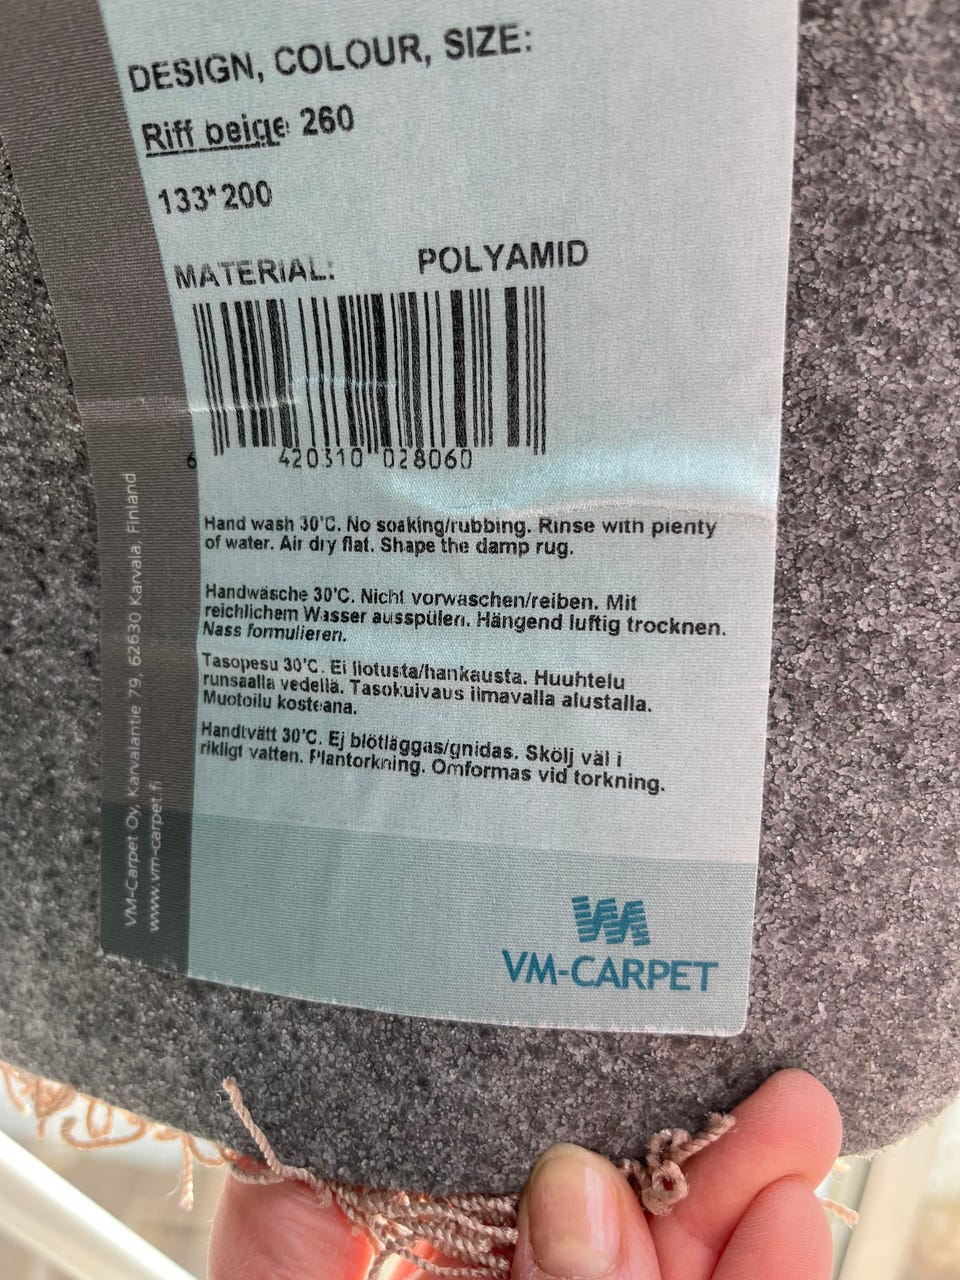 DESIGN, COLOUR, SIZE:
Riff beige 260
133*200
MATERIAL: POLYAMID
6 420310 028060
Hand wash 30'C. No soaking/rubbing. Rinse with plenty
of water. Air dry flat. Shape the damp rug.
Handwäsche 30'C. Nicht vorwaschen/reiben. Mit
reichlichem Wasser ausspülen. Hängend luftig trocknen.
Nass formulieren.
Tasopesu 30'C. Ei liotusta/hankausta. Huuhtelu
runsaalla vedellä. Tasokuivaus ilmavalla alustalla.
Muotoilu kosteana.
Handtvätt 30'C. Ej blötläggas/gnidas. Skölj väl i
rikligt vatten. Plantorkning. Omformas vid torkning.
VM-Carpet Oy, Karvalantie 79, 62630 Karvala, Finland
www.vm-carpet.fi
VM-CARPET